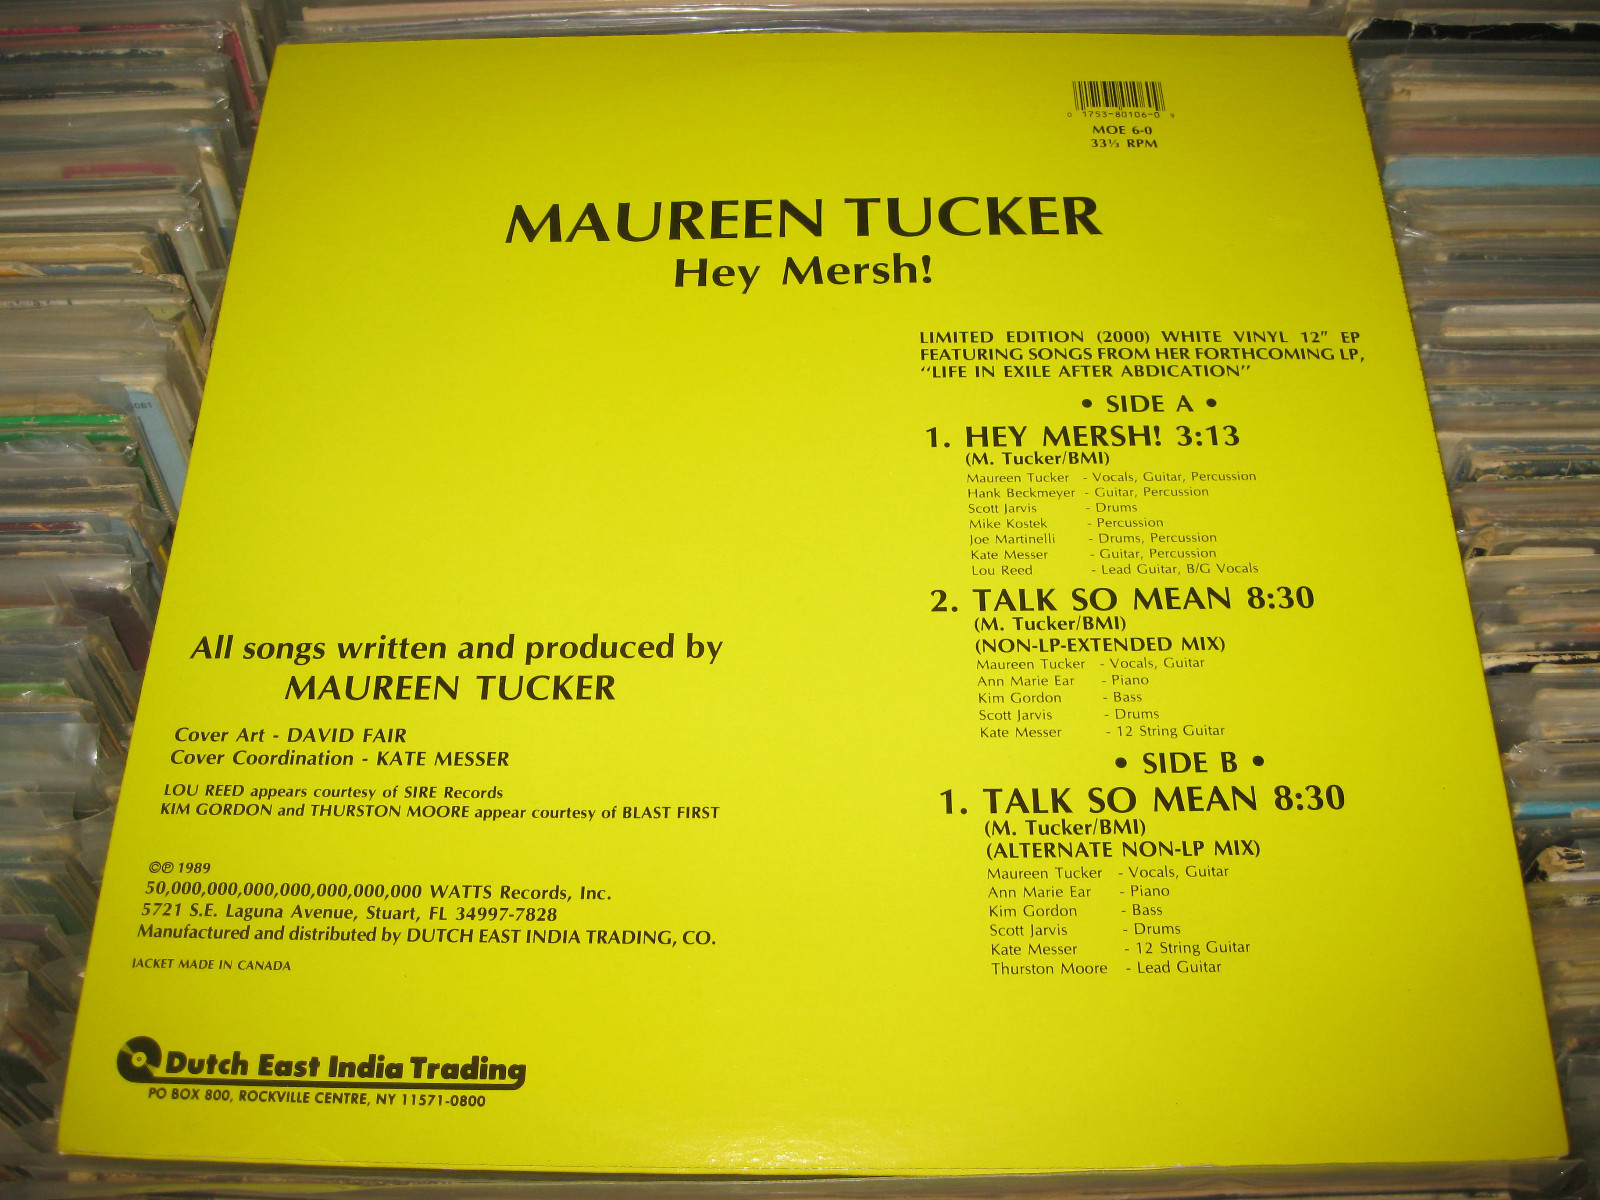 0 1753-80106-0 9
MOE 6-0
33⅓ RPM
MAUREEN TUCKER
Hey Mersh!
LIMITED EDITION (2000) WHITE VINYL 12" EP
FEATURING SONGS FROM HER FORTHCOMING LP,
"LIFE IN EXILE AFTER ABDICATION"
• SIDE A •
1. HEY MERSH! 3:13
(M. Tucker/BMI)
Maureen Tucker - Vocals, Guitar, Percussion
Hank Beckmeyer - Guitar, Percussion
Scott Jarvis - Drums
Mike Kostek - Percussion
Joe Martinelli - Drums, Percussion
Kate Messer - Guitar, Percussion
Lou Reed - Lead Guitar, B/G Vocals
2. TALK SO MEAN 8:30
(M. Tucker/BMI)
(NON-LP-EXTENDED MIX)
Maureen Tucker - Vocals, Guitar
Ann Marie Ear - Piano
Kim Gordon - Bass
Scott Jarvis - Drums
Kate Messer - 12 String Guitar
• SIDE B •
1. TALK SO MEAN 8:30
(M. Tucker/BMI)
(ALTERNATE NON-LP MIX)
Maureen Tucker - Vocals, Guitar
Ann Marie Ear - Piano
Kim Gordon - Bass
Scott Jarvis - Drums
Kate Messer - 12 String Guitar
Thurston Moore - Lead Guitar
All songs written and produced by
MAUREEN TUCKER
Cover Art - DAVID FAIR
Cover Coordination - KATE MESSER
LOU REED appears courtesy of SIRE Records
KIM GORDON and THURSTON MOORE appear courtesy of BLAST FIRST
©℗ 1989
50,000,000,000,000,000,000,000 WATTS Records, Inc.
5721 S.E. Laguna Avenue, Stuart, FL 34997-7828
Manufactured and distributed by DUTCH EAST INDIA TRADING, CO.
JACKET MADE IN CANADA
Dutch East India Trading
PO BOX 800, ROCKVILLE CENTRE, NY 11571-0800